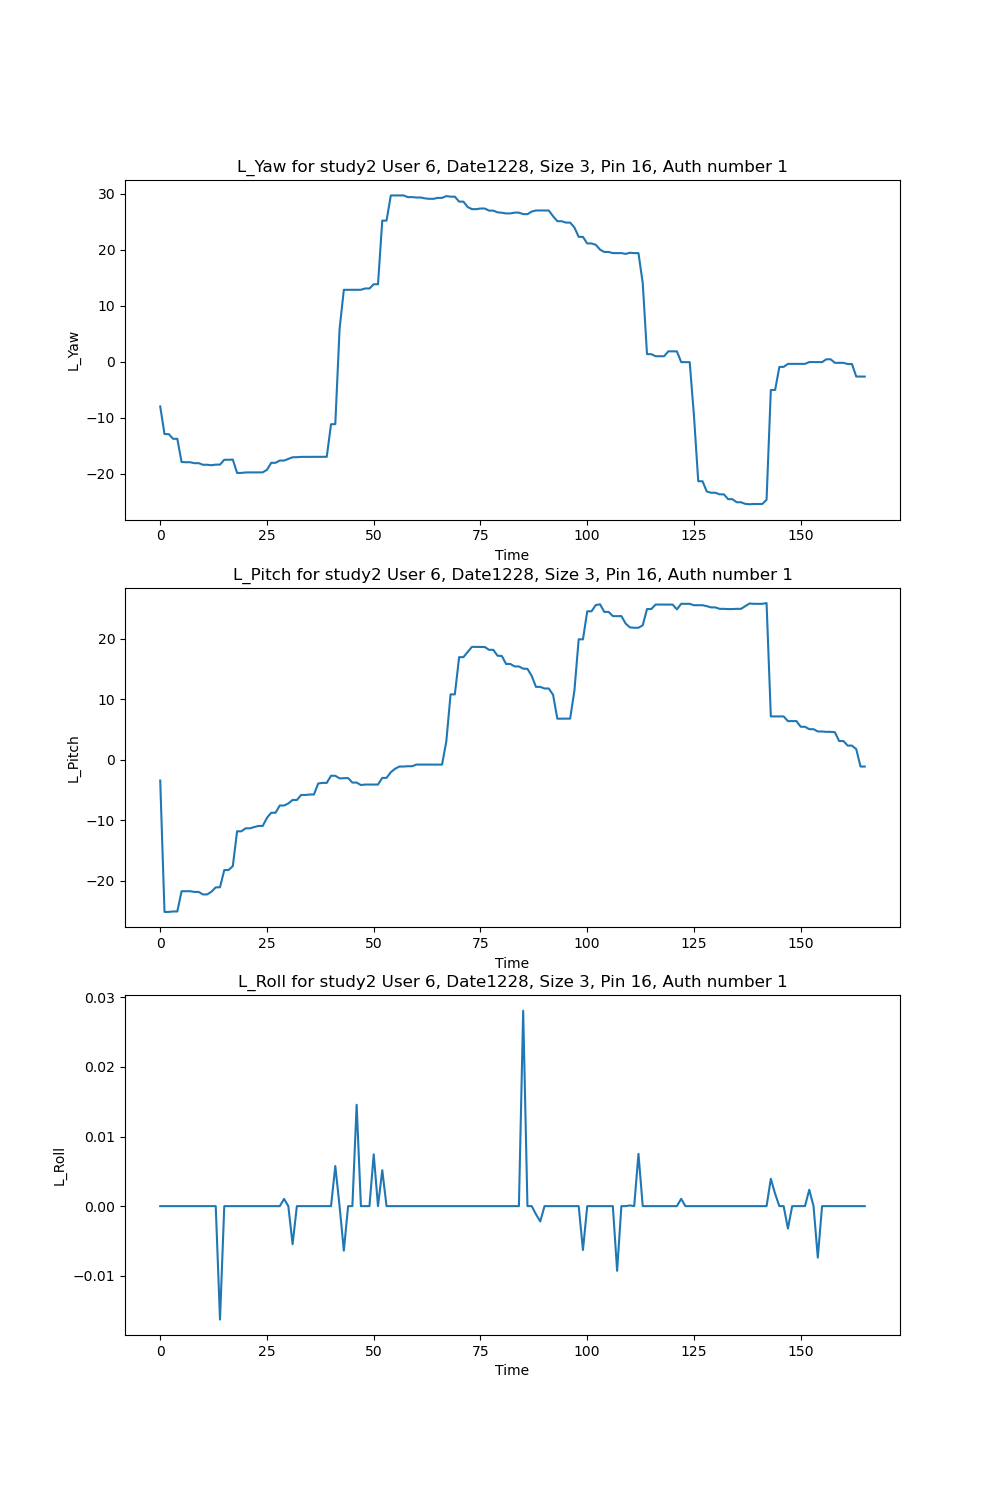 L_Yaw for study2 User 6, Date1228, Size 3, Pin 16, Auth number 1
30
20
10
0
−10
−20
L_Yaw
0 25 50 75 100 125 150
Time
L_Pitch for study2 User 6, Date1228, Size 3, Pin 16, Auth number 1
20
10
0
−10
−20
L_Pitch
0 25 50 75 100 125 150
Time
L_Roll for study2 User 6, Date1228, Size 3, Pin 16, Auth number 1
0.03
0.02
0.01
0.00
−0.01
L_Roll
0 25 50 75 100 125 150
Time